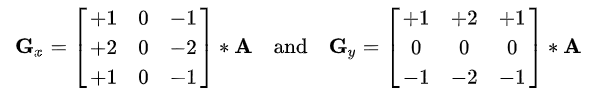 G_x = [ +1 0 −1 ; +2 0 −2 ; +1 0 −1 ] * A and G_y = [ +1 +2 +1 ; 0 0 0 ; −1 −2 −1 ] * A